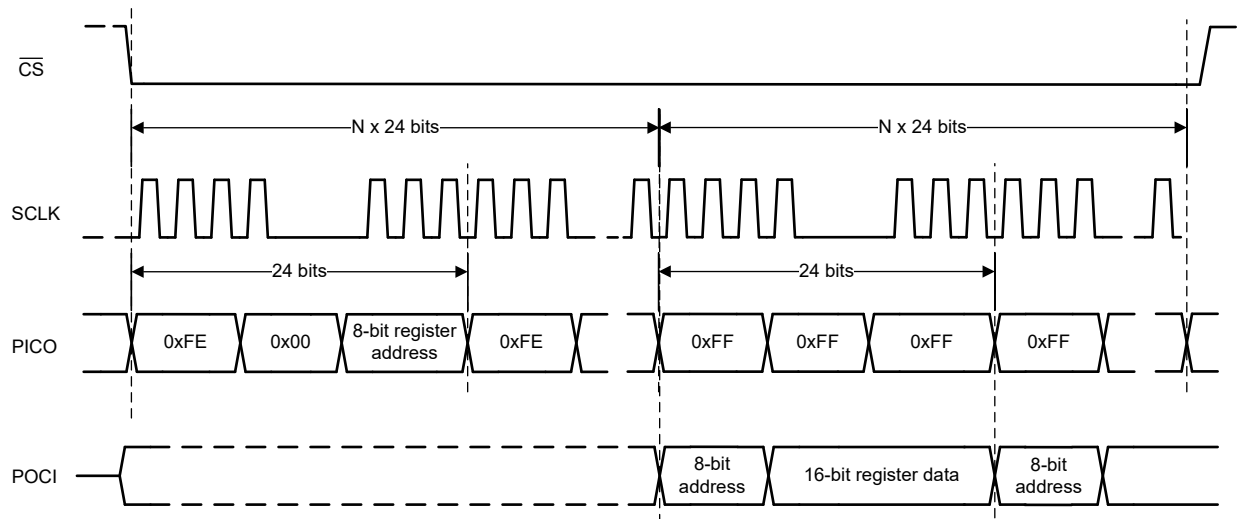 CS
N x 24 bits
N x 24 bits
SCLK
24 bits
24 bits
PICO
0xFE
0x00
8-bit register
address
0xFE
0xFF
0xFF
0xFF
0xFF
POCI
8-bit
address
16-bit register data
8-bit
address